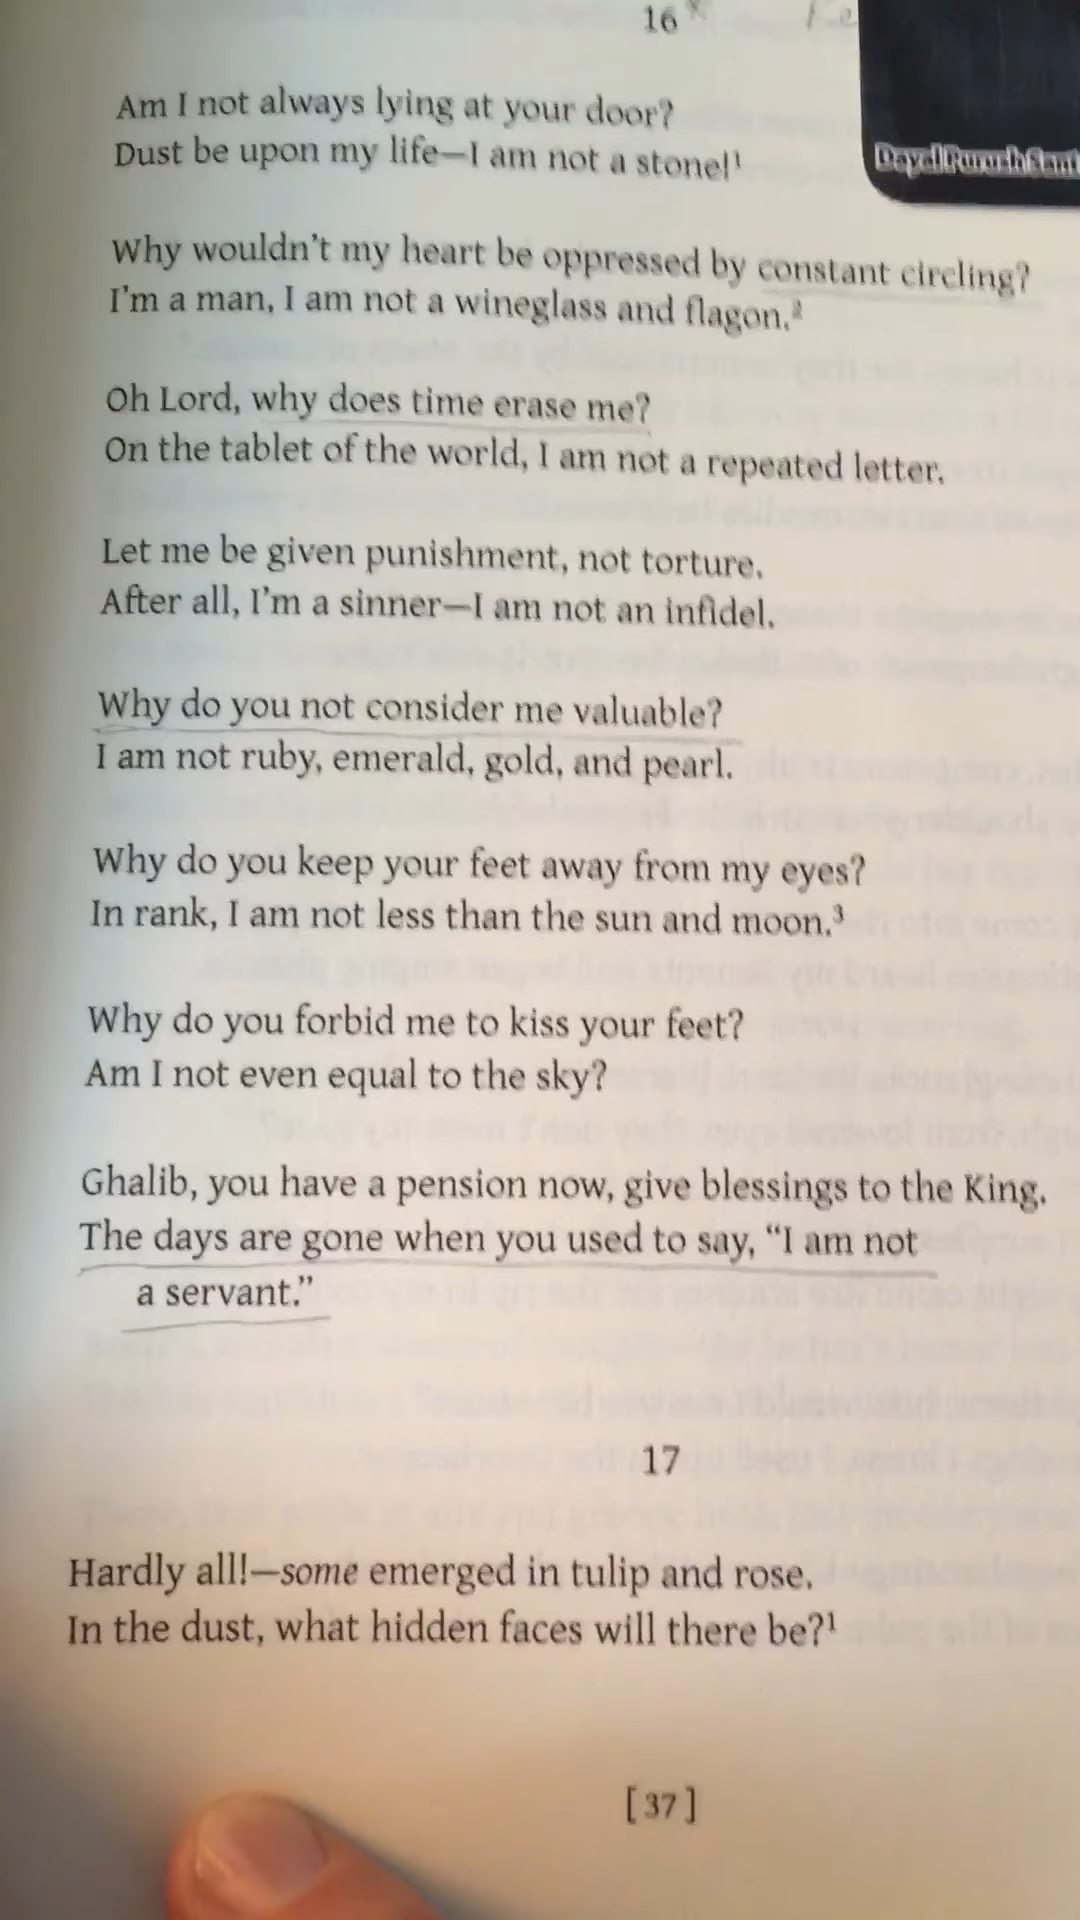 16
Am I not always lying at your door?
Dust be upon my life—I am not a stone!¹
Why wouldn't my heart be oppressed by constant circling?
I'm a man, I am not a wineglass and flagon.²
Oh Lord, why does time erase me?
On the tablet of the world, I am not a repeated letter.
Let me be given punishment, not torture.
After all, I'm a sinner—I am not an infidel.
Why do you not consider me valuable?
I am not ruby, emerald, gold, and pearl.
Why do you keep your feet away from my eyes?
In rank, I am not less than the sun and moon.³
Why do you forbid me to kiss your feet?
Am I not even equal to the sky?
Ghalib, you have a pension now, give blessings to the King.
The days are gone when you used to say, “I am not
a servant.”
17
Hardly all!—some emerged in tulip and rose.
In the dust, what hidden faces will there be?¹
[37]